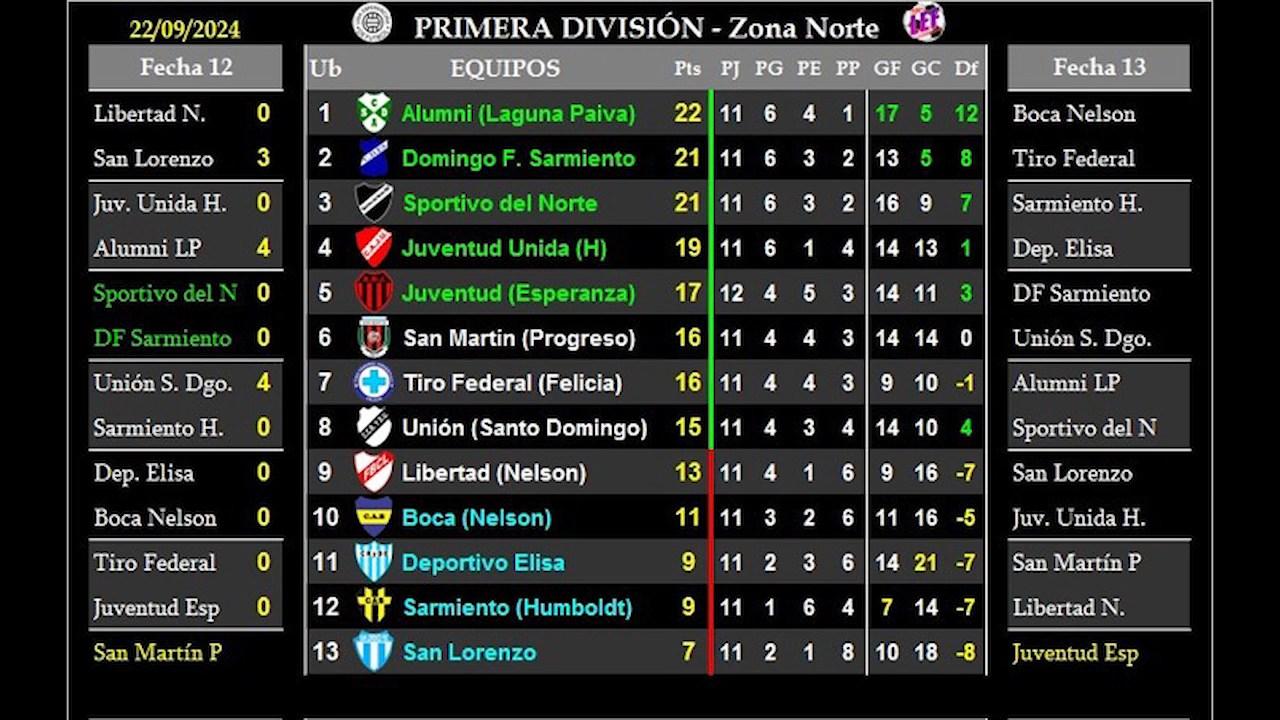 22/09/2024
PRIMERA DIVISIÓN - Zona Norte
LEF
Fecha 12
Libertad N. 0
San Lorenzo 3
Juv. Unida H. 0
Alumni LP 4
Sportivo del N 0
DF Sarmiento 0
Unión S. Dgo. 4
Sarmiento H. 0
Dep. Elisa 0
Boca Nelson 0
Tiro Federal 0
Juventud Esp 0
San Martín P
Ub EQUIPOS Pts PJ PG PE PP GF GC Df
1 Alumni (Laguna Paiva) 22 11 6 4 1 17 5 12
2 Domingo F. Sarmiento 21 11 6 3 2 13 5 8
3 Sportivo del Norte 21 11 6 3 2 16 9 7
4 Juventud Unida (H) 19 11 6 1 4 14 13 1
5 Juventud (Esperanza) 17 12 4 5 3 14 11 3
6 San Martin (Progreso) 16 11 4 4 3 14 14 0
7 Tiro Federal (Felicia) 16 11 4 4 3 9 10 -1
8 Unión (Santo Domingo) 15 11 4 3 4 14 10 4
9 Libertad (Nelson) 13 11 4 1 6 9 16 -7
10 Boca (Nelson) 11 11 3 2 6 11 16 -5
11 Deportivo Elisa 9 11 2 3 6 14 21 -7
12 Sarmiento (Humboldt) 9 11 1 6 4 7 14 -7
13 San Lorenzo 7 11 2 1 8 10 18 -8
Fecha 13
Boca Nelson
Tiro Federal
Sarmiento H.
Dep. Elisa
DF Sarmiento
Unión S. Dgo.
Alumni LP
Sportivo del N
San Lorenzo
Juv. Unida H.
San Martín P
Libertad N.
Juventud Esp